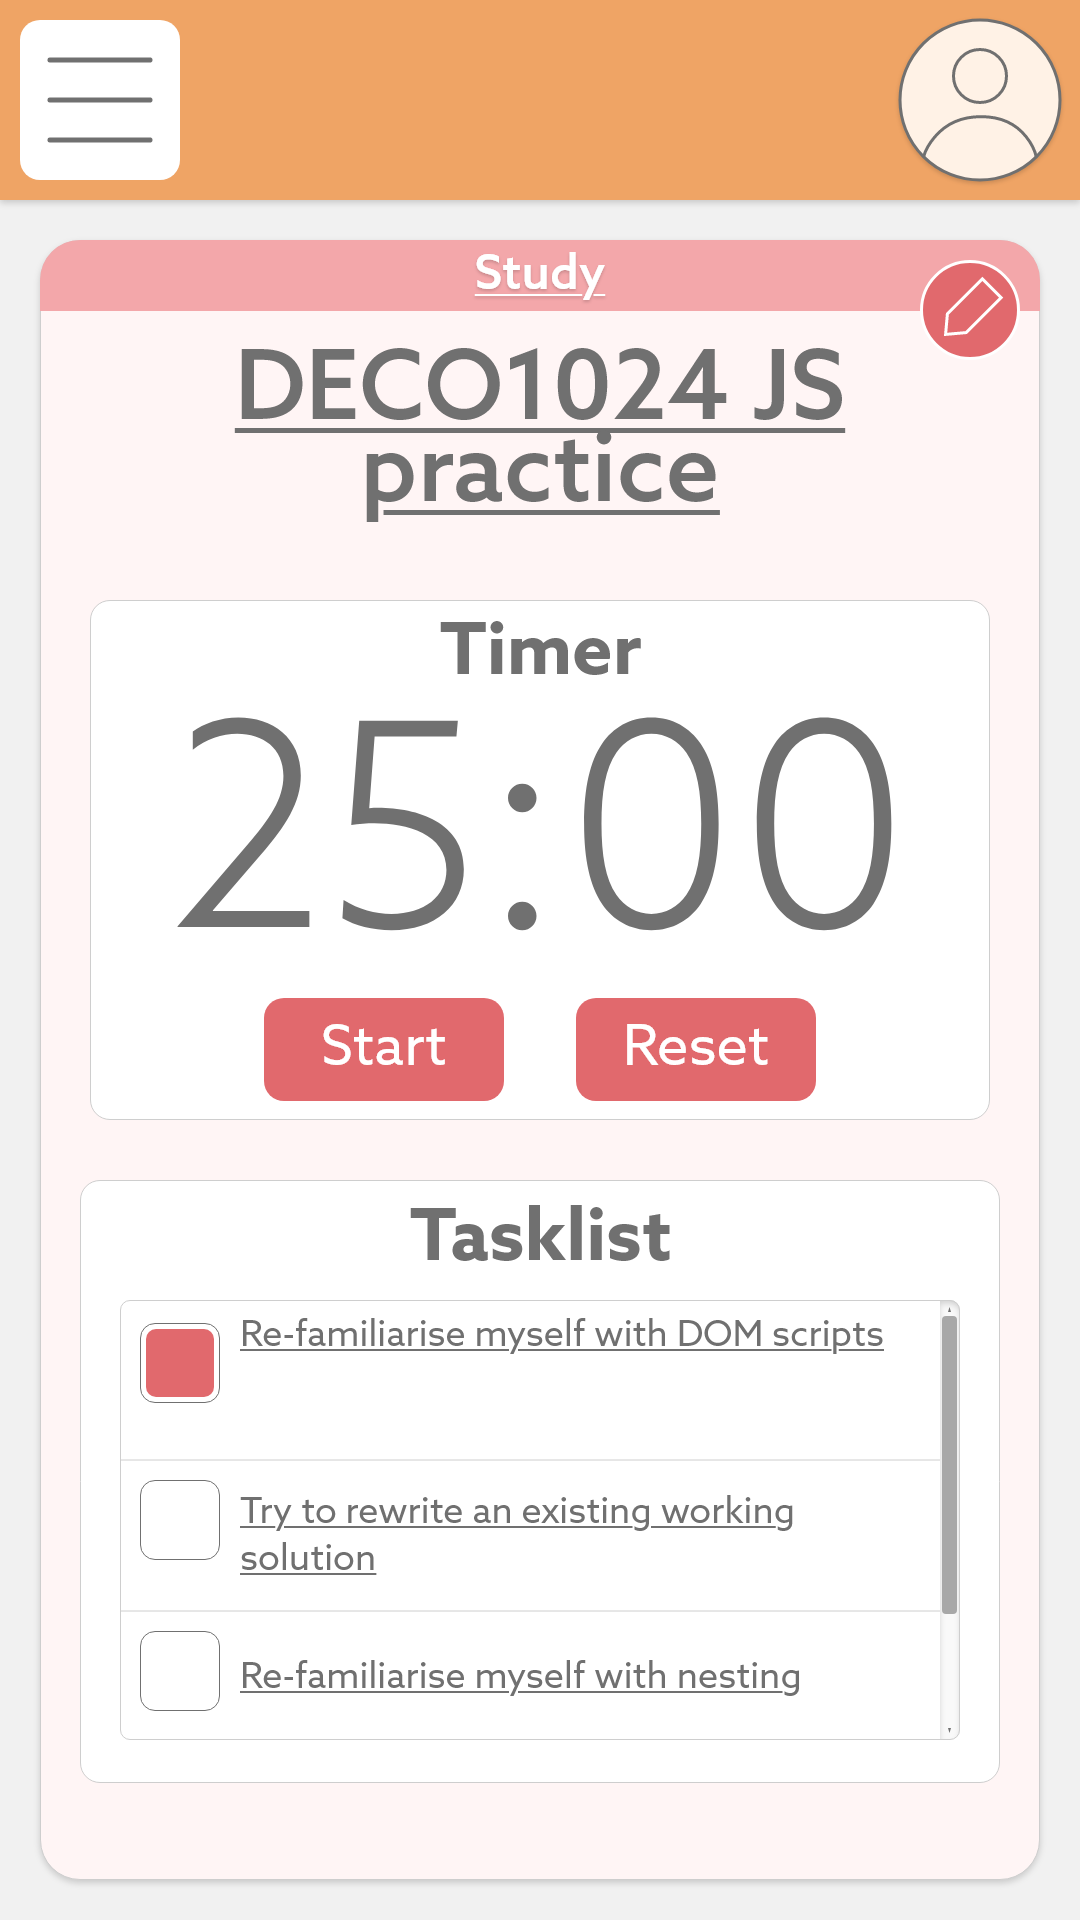 Study
DECO1024 JS
practice
Timer
25:00
Start
Reset
Tasklist
Re-familiarise myself with DOM scripts
Try to rewrite an existing working
solution
Re-familiarise myself with nesting